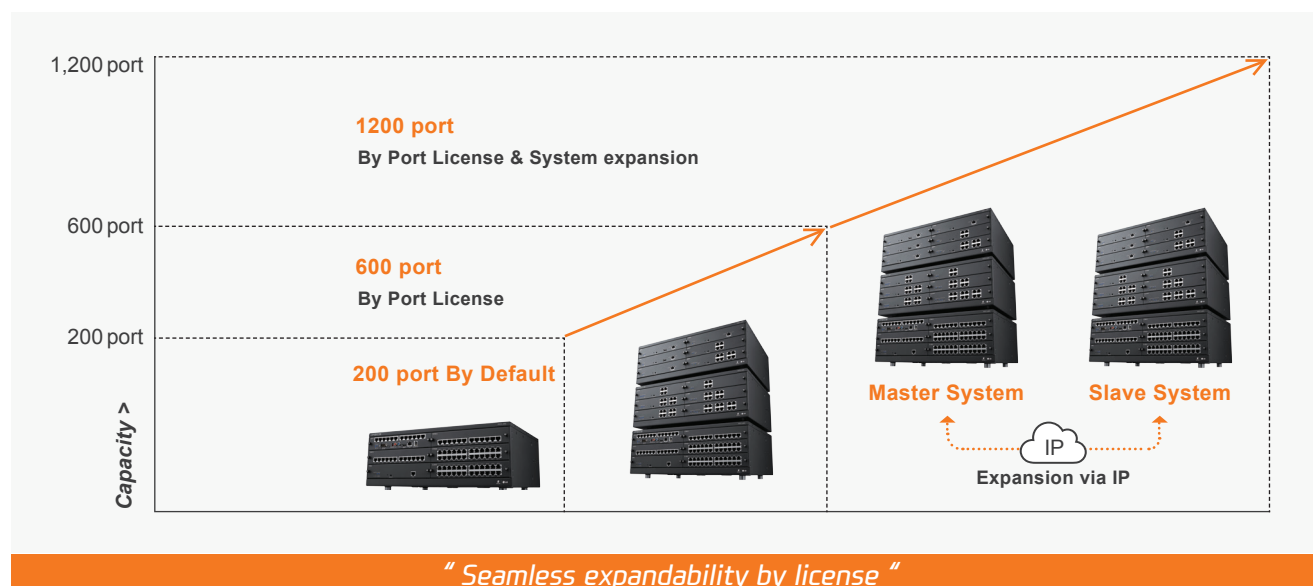 1,200 port
1200 port
By Port License & System expansion
600 port
600 port
By Port License
200 port
200 port By Default
Master System
Slave System
IP
Expansion via IP
Capacity >
“ Seamless expandability by license “